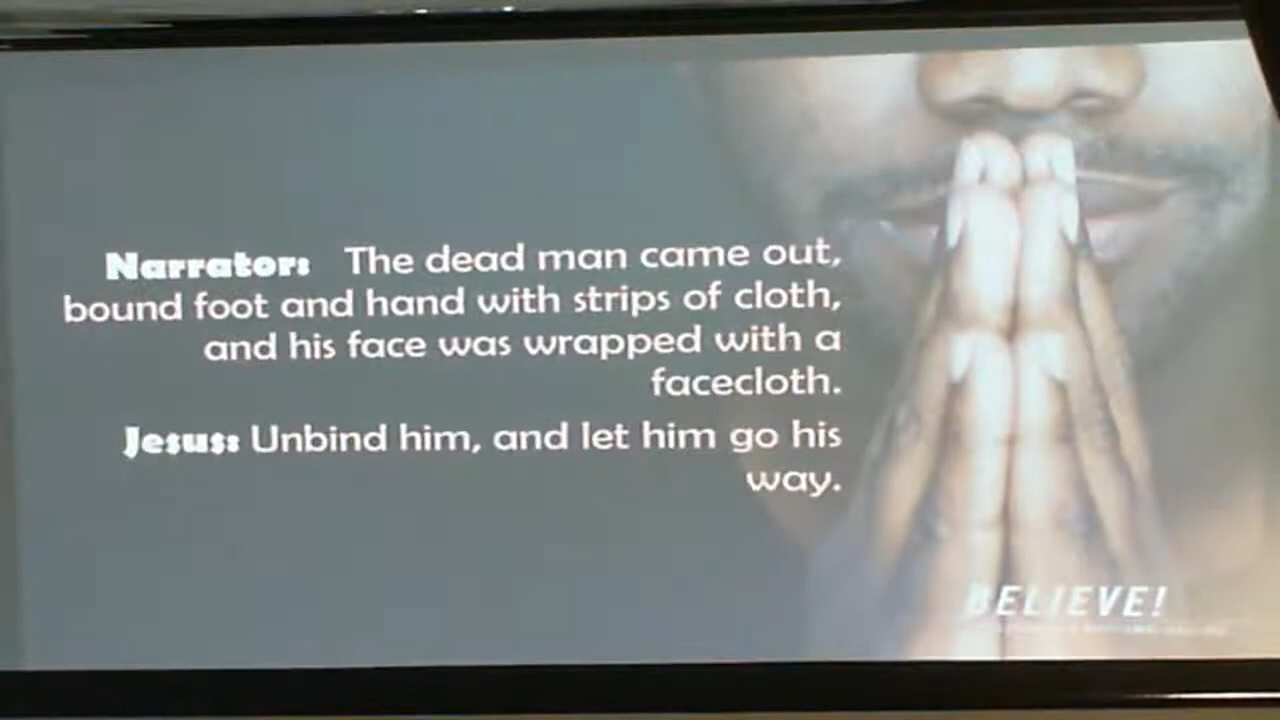 Narrator: The dead man came out,
bound foot and hand with strips of cloth,
and his face was wrapped with a
facecloth.
Jesus: Unbind him, and let him go his
way.
BELIEVE!